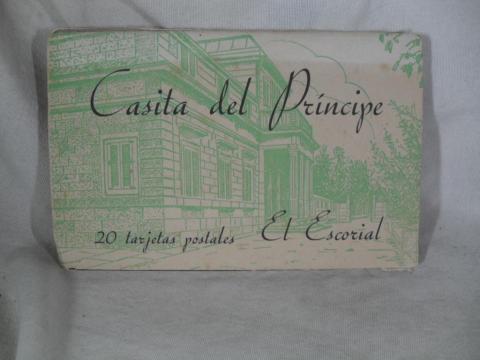 Casita del Príncipe
20 tarjetas postales El Escorial